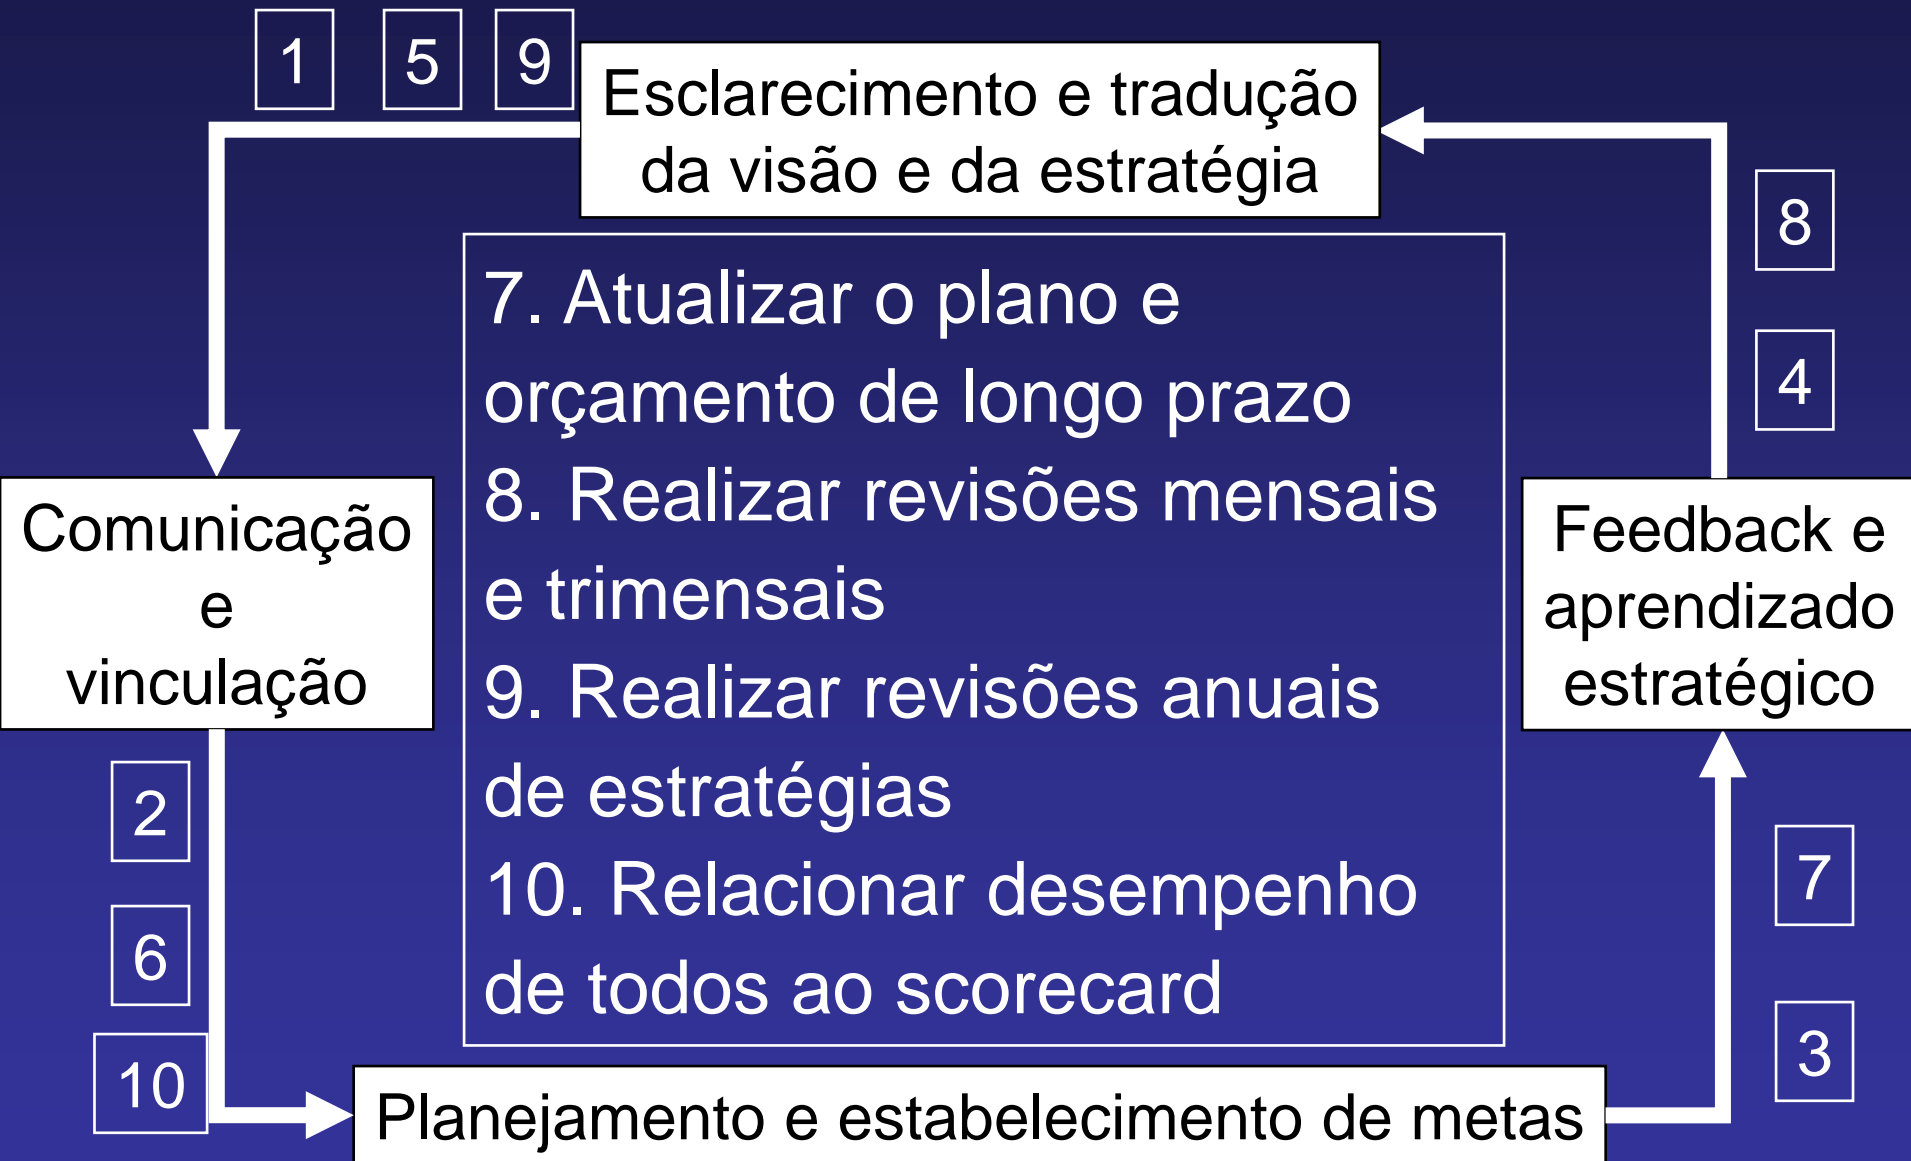 1 5 9
Esclarecimento e tradução
da visão e da estratégia
8
4
7. Atualizar o plano e
orçamento de longo prazo
8. Realizar revisões mensais
e trimensais
9. Realizar revisões anuais
de estratégias
10. Relacionar desempenho
de todos ao scorecard
Comunicação
e
vinculação
Feedback e
aprendizado
estratégico
2
6
10
7
3
Planejamento e estabelecimento de metas